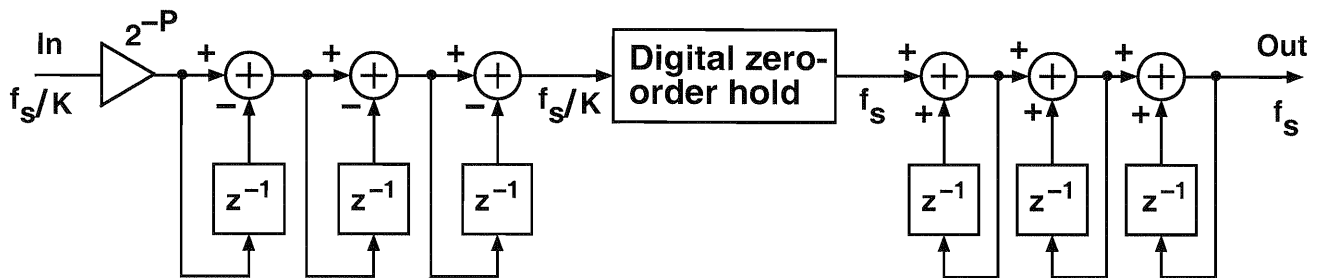 In
f_s/K
2^-P
+
+
−
z^-1
+
+
−
z^-1
+
+
−
z^-1
f_s/K
Digital zero-
order hold
f_s
+
+
+
z^-1
+
+
+
z^-1
+
+
+
z^-1
Out
f_s